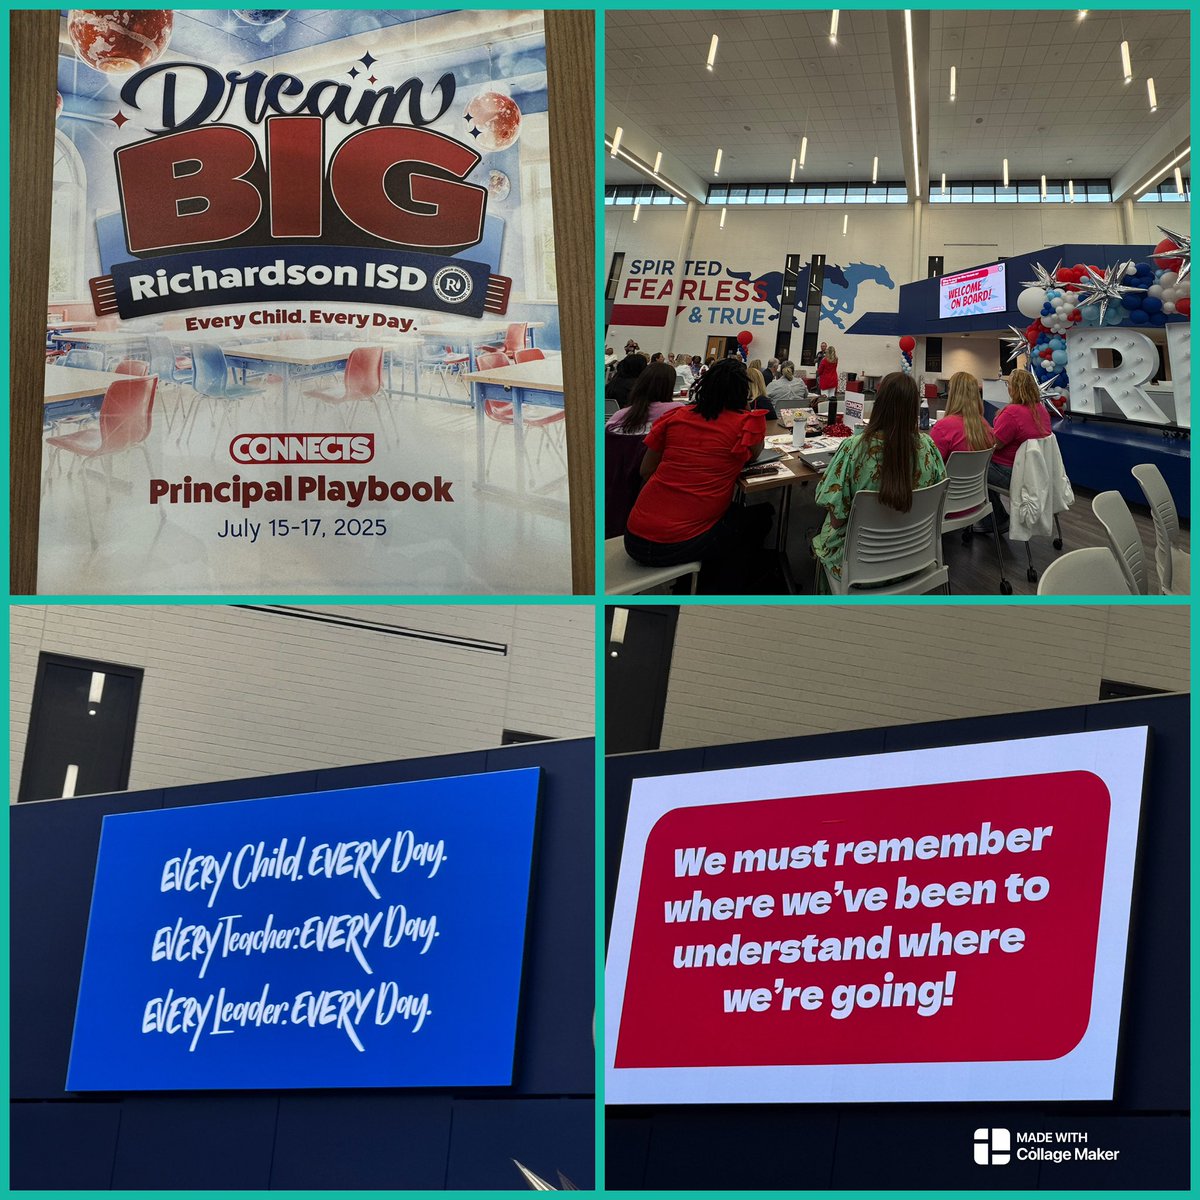 Dream
BIG
Richardson ISD
R
Every Child. Every Day.
CONNECTS
Principal Playbook
July 15-17, 2025
SPIRITED
FEARLESS
& TRUE
WELCOME
ON BOARD!
R
EVERY Child. EVERY Day.
EVERY Teacher. EVERY Day.
EVERY Leader. EVERY Day.
We must remember
where we've been to
understand where
we're going!
MADE WITH
Collage Maker